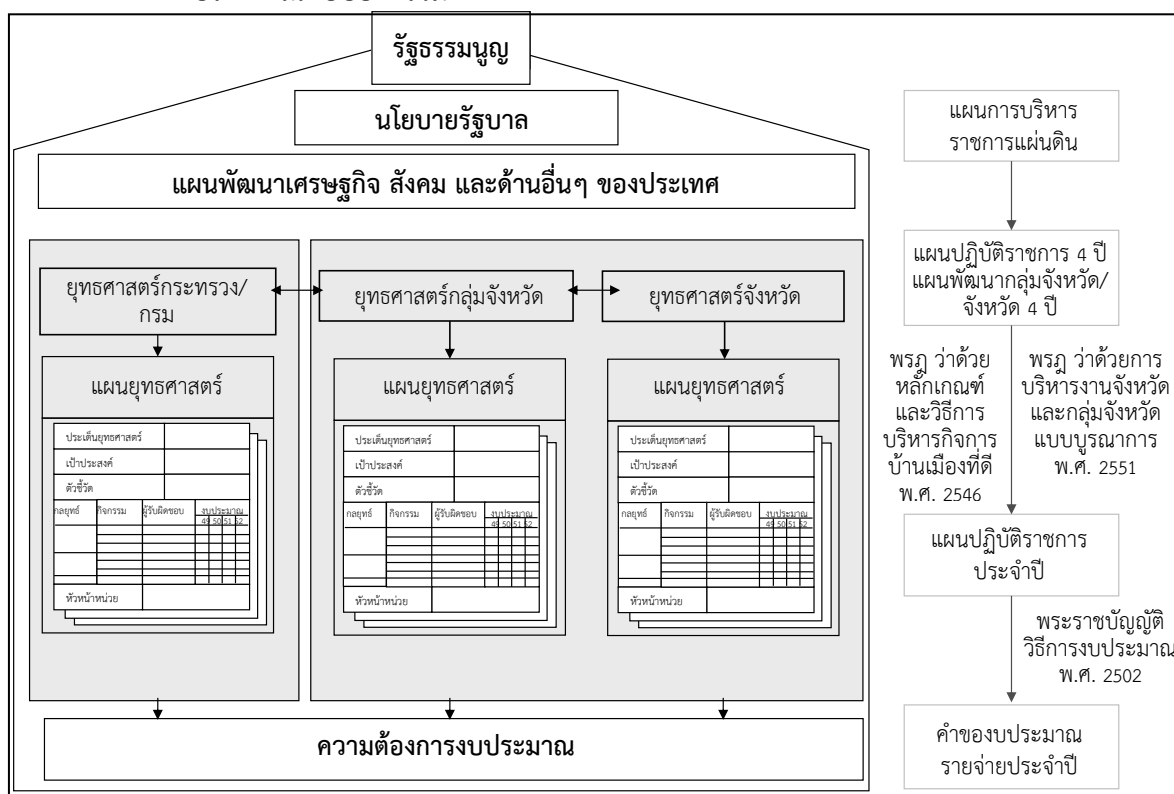 รัฐธรรมนูญ
นโยบายรัฐบาล
แผนพัฒนาเศรษฐกิจ สังคม และด้านอื่นๆ ของประเทศ
ยุทธศาสตร์กระทรวง/
กรม
ยุทธศาสตร์กลุ่มจังหวัด
ยุทธศาสตร์จังหวัด
แผนยุทธศาสตร์
ประเด็นยุทธศาสตร์
เป้าประสงค์
ตัวชี้วัด
กลยุทธ์ กิจกรรม ผู้รับผิดชอบ งบประมาณ
49 50 51 52
หัวหน้าหน่วย
แผนยุทธศาสตร์
ประเด็นยุทธศาสตร์
เป้าประสงค์
ตัวชี้วัด
กลยุทธ์ กิจกรรม ผู้รับผิดชอบ งบประมาณ
49 50 51 52
หัวหน้าหน่วย
แผนยุทธศาสตร์
ประเด็นยุทธศาสตร์
เป้าประสงค์
ตัวชี้วัด
กลยุทธ์ กิจกรรม ผู้รับผิดชอบ งบประมาณ
49 50 51 52
หัวหน้าหน่วย
ความต้องการงบประมาณ
แผนการบริหาร
ราชการแผ่นดิน
แผนปฏิบัติราชการ 4 ปี
แผนพัฒนากลุ่มจังหวัด/
จังหวัด 4 ปี
พรฎ ว่าด้วย
หลักเกณฑ์
และวิธีการ
บริหารกิจการ
บ้านเมืองที่ดี
พ.ศ. 2546
พรฎ ว่าด้วยการ
บริหารงานจังหวัด
และกลุ่มจังหวัด
แบบบูรณาการ
พ.ศ. 2551
แผนปฏิบัติราชการ
ประจำปี
พระราชบัญญัติ
วิธีการงบประมาณ
พ.ศ. 2502
คำของบประมาณ
รายจ่ายประจำปี